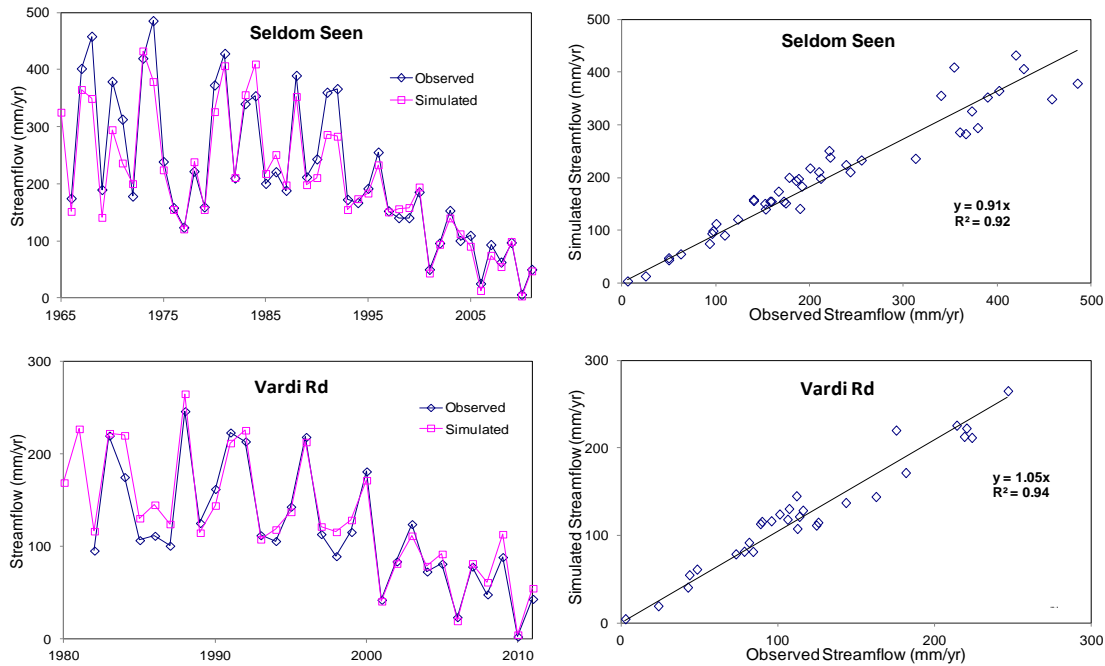 Seldom Seen
Streamflow (mm/yr)
500
400
300
200
100
0
1965
1975
1985
1995
2005
Observed
Simulated
Seldom Seen
Simulated Streamflow (mm/yr)
500
400
300
200
100
0
0
100
200
300
400
500
Observed Streamflow (mm/yr)
y = 0.91x
R² = 0.92
Vardi Rd
Streamflow (mm/yr)
300
200
100
0
1980
1990
2000
2010
Observed
Simulated
Vardi Rd
Simulated Streamflow (mm/yr)
300
200
100
0
0
100
200
300
Observed Streamflow (mm/yr)
y = 1.05x
R² = 0.94